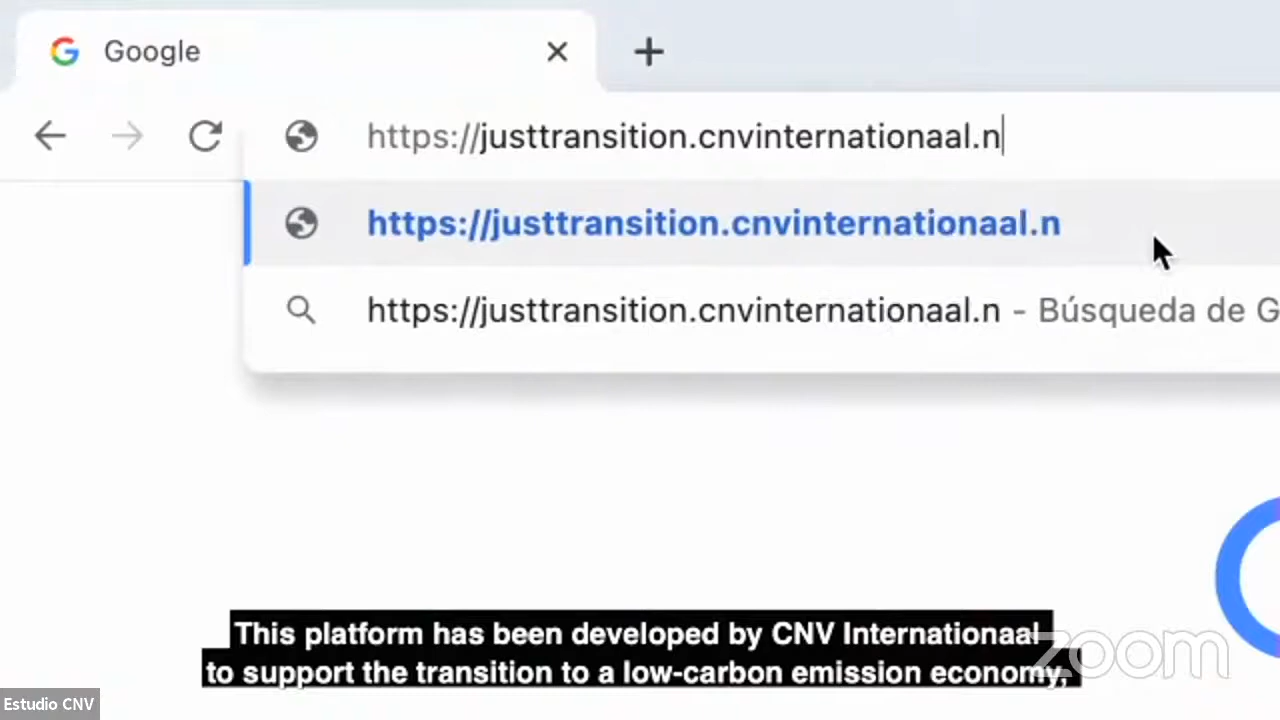 Google
https://justtransition.cnvinternationaal.n
https://justtransition.cnvinternationaal.n
https://justtransition.cnvinternationaal.n - Búsqueda de G
This platform has been developed by CNV Internationaal
to support the transition to a low-carbon emission economy,
zoom
Estudio CNV